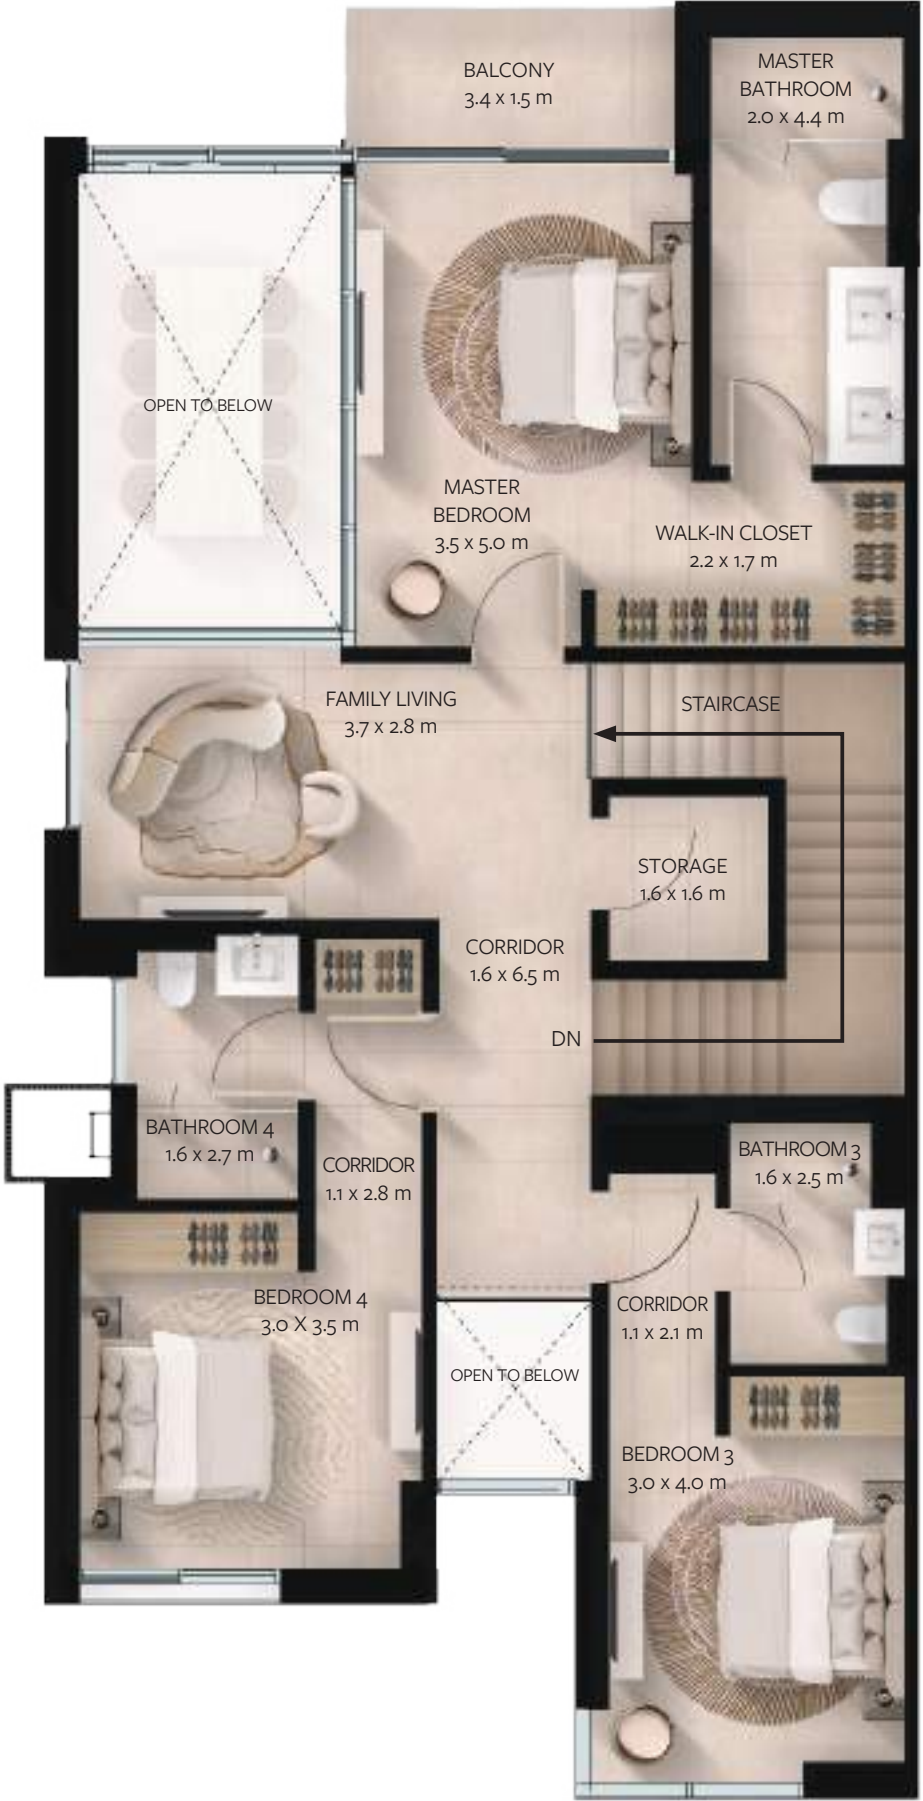 BALCONY
3.4 x 1.5 m
MASTER
BATHROOM
2.0 x 4.4 m
OPEN TO BELOW
MASTER
BEDROOM
3.5 x 5.0 m
WALK-IN CLOSET
2.2 x 1.7 m
FAMILY LIVING
3.7 x 2.8 m
STAIRCASE
STORAGE
1.6 x 1.6 m
CORRIDOR
1.6 x 6.5 m
DN
BATHROOM 4
1.6 x 2.7 m
CORRIDOR
1.1 x 2.8 m
BATHROOM 3
1.6 x 2.5 m
BEDROOM 4
3.0 X 3.5 m
CORRIDOR
1.1 x 2.1 m
OPEN TO BELOW
BEDROOM 3
3.0 x 4.0 m